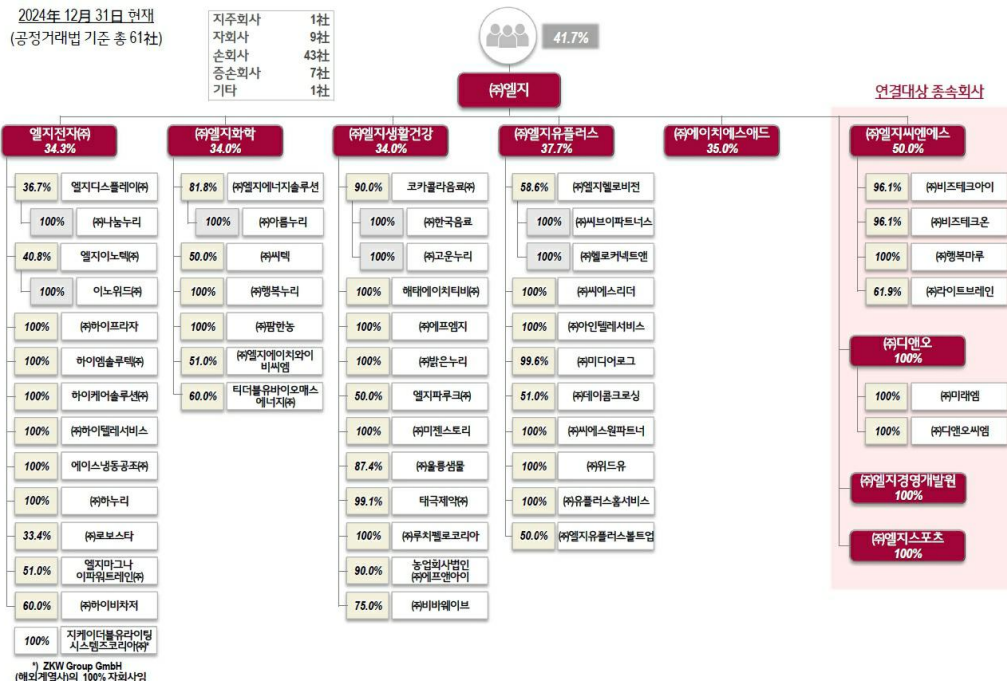 2024年 12月 31日 현재
(공정거래법 기준 총 61社)
지주회사 1社
자회사 9社
손회사 43社
증손회사 7社
기타 1社
41.7%
㈜엘지
연결대상 종속회사
엘지전자㈜
34.3%
36.7% 엘지디스플레이㈜
100% ㈜나눔누리
40.8% 엘지이노텍㈜
100% 이노위드㈜
100% ㈜하이프라자
100% 하이엠솔루텍㈜
100% 하이케어솔루션㈜
100% ㈜하이텔레서비스
100% 에이스냉동공조㈜
100% ㈜하누리
33.4% ㈜로보스타
51.0% 엘지마그나
이파워트레인㈜
60.0% ㈜하이비차저
100% 지케이더블유라이팅
시스템즈코리아㈜*
*) ZKW Group GmbH
(해외계열사)의 100% 자회사임
㈜엘지화학
34.0%
81.8% ㈜엘지에너지솔루션
100% ㈜아름누리
50.0% ㈜씨텍
100% ㈜행복누리
100% ㈜팜한농
51.0% ㈜엘지에이치와이
비씨엠
60.0% 티더블유바이오매스
에너지㈜
㈜엘지생활건강
34.0%
90.0% 코카콜라음료㈜
100% ㈜한국음료
100% ㈜고운누리
100% 해태에이치티비㈜
100% ㈜에프엠지
100% ㈜밝은누리
50.0% 엘지파루크㈜
100% ㈜미젠스토리
87.4% ㈜울릉샘물
99.1% 태극제약㈜
100% ㈜루치펠로코리아
90.0% 농업회사법인
㈜에프앤아이
75.0% ㈜비바웨이브
㈜엘지유플러스
37.7%
58.6% ㈜엘지헬로비전
100% ㈜씨브이파트너스
100% ㈜헬로커넥트앤
100% ㈜씨에스리더
100% ㈜아인텔레서비스
99.6% ㈜미디어로그
51.0% ㈜데이콤크로싱
100% ㈜씨에스원파트너
100% ㈜위드유
100% ㈜유플러스홈서비스
50.0% ㈜엘지유플러스볼트업
㈜에이치에스애드
35.0%
㈜엘지씨엔에스
50.0%
96.1% ㈜비즈테크아이
96.1% ㈜비즈테크온
100% ㈜행복마루
61.9% ㈜라이트브레인
㈜디앤오
100%
100% ㈜미래엠
100% ㈜디앤오씨엠
㈜엘지경영개발원
100%
㈜엘지스포츠
100%